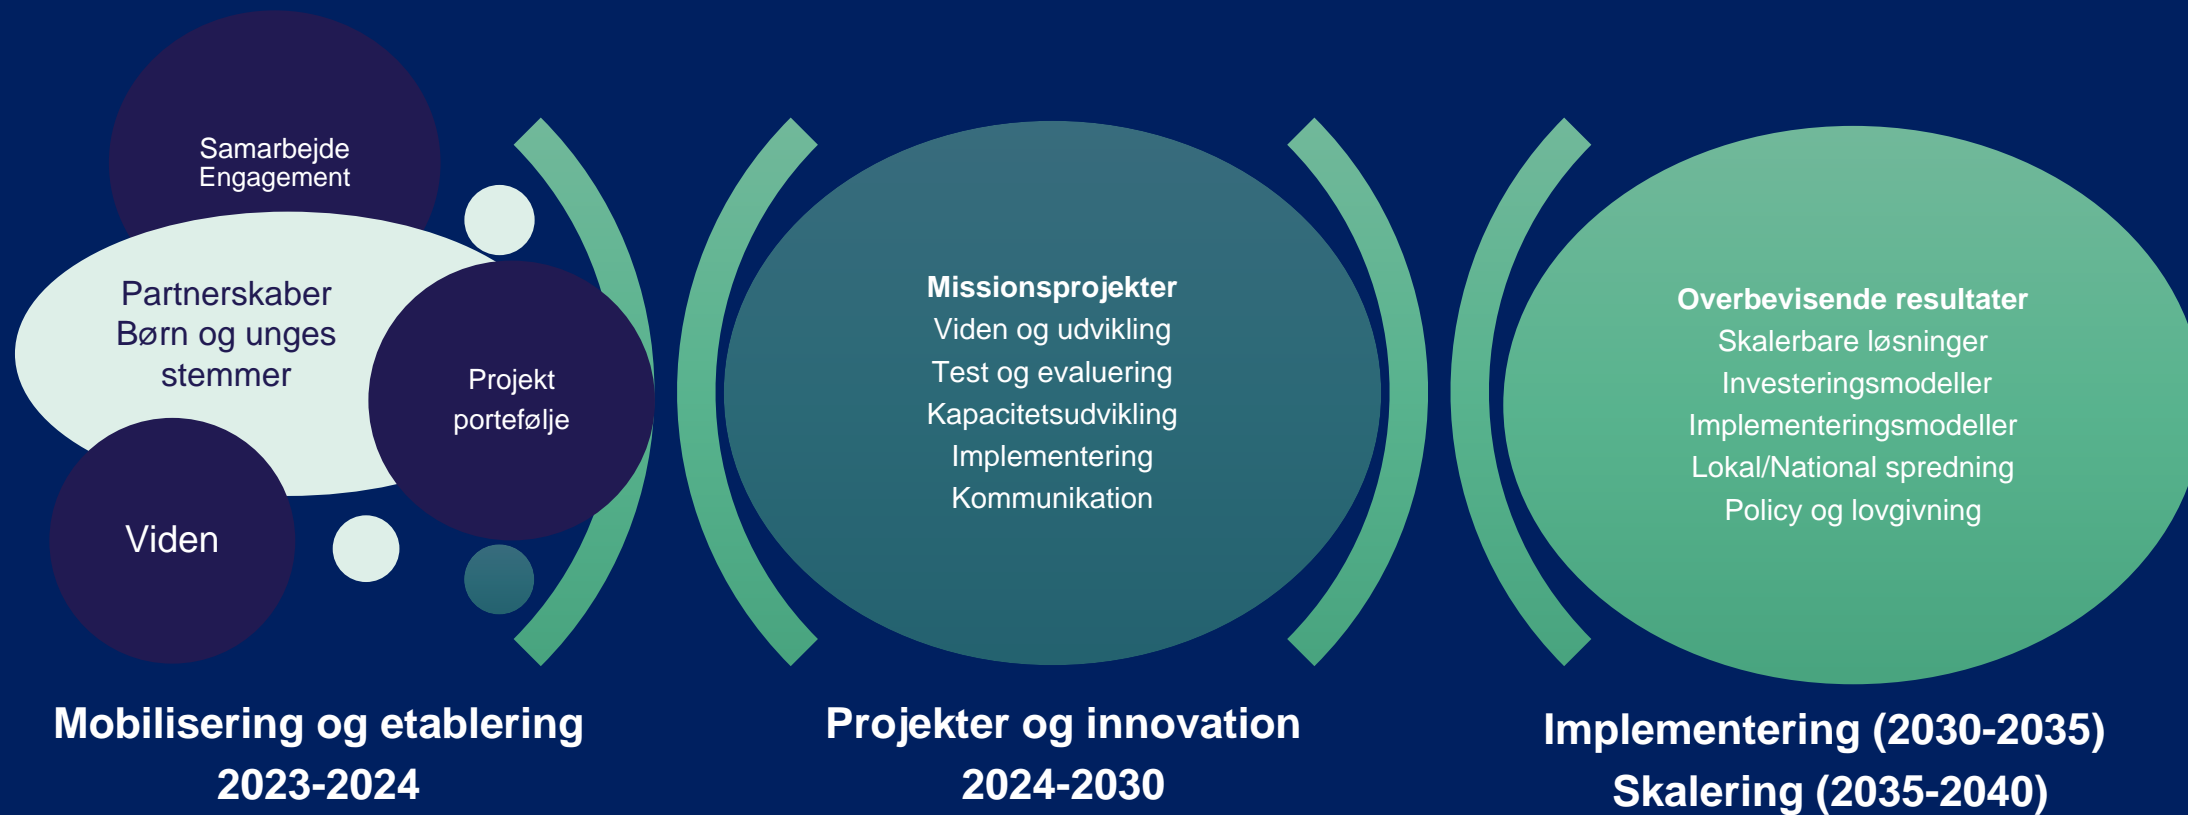 Samarbejde
Engagement
Partnerskaber
Børn og unges
stemmer
Projekt
portefølje
Viden
Mobilisering og etablering
2023-2024
Missionsprojekter
Viden og udvikling
Test og evaluering
Kapacitetsudvikling
Implementering
Kommunikation
Projekter og innovation
2024-2030
Overbevisende resultater
Skalerbare løsninger
Investeringsmodeller
Implementeringsmodeller
Lokal/National spredning
Policy og lovgivning
Implementering (2030-2035)
Skalering (2035-2040)